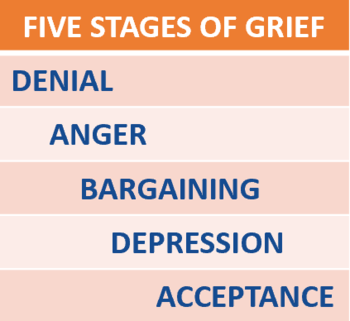 FIVE STAGES OF GRIEF
DENIAL
ANGER
BARGAINING
DEPRESSION
ACCEPTANCE